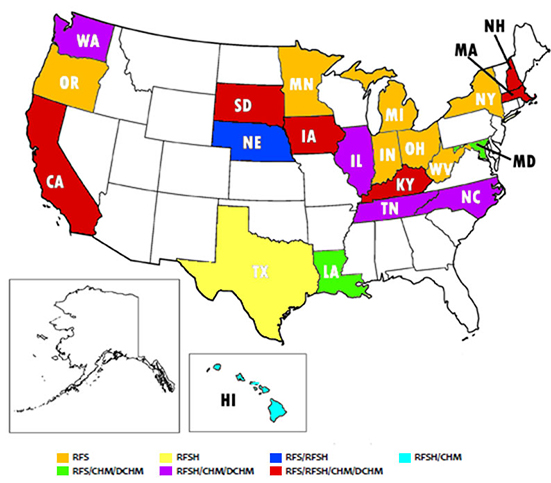 NH
WA
MA
OR
MN
NY
SD
MI
IA
NE
OH
IN
IL
MD
WV
CA
KY
NC
TN
TX
LA
HI
RFS RFSH RFS/RFSH RFSH/CHM
RFS/CHM/DCHM RFSH/CHM/DCHM RFS/RFSH/CHM/DCHM